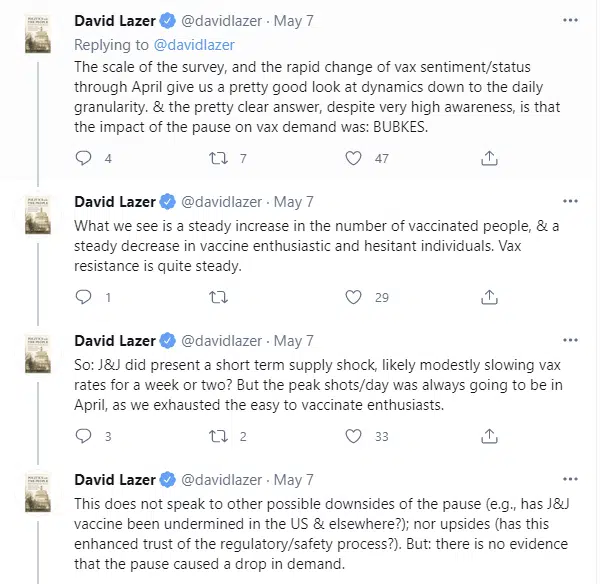 David Lazer @davidlazer · May 7
Replying to @davidlazer
The scale of the survey, and the rapid change of vax sentiment/status
through April give us a pretty good look at dynamics down to the daily
granularity. & the pretty clear answer, despite very high awareness, is that
the impact of the pause on vax demand was: BUBKES.
4 7 47
David Lazer @davidlazer · May 7
What we see is a steady increase in the number of vaccinated people, & a
steady decrease in vaccine enthusiastic and hesitant individuals. Vax
resistance is quite steady.
1 29
David Lazer @davidlazer · May 7
So: J&J did present a short term supply shock, likely modestly slowing vax
rates for a week or two? But the peak shots/day was always going to be in
April, as we exhausted the easy to vaccinate enthusiasts.
3 2 33
David Lazer @davidlazer · May 7
This does not speak to other possible downsides of the pause (e.g., has J&J
vaccine been undermined in the US & elsewhere?); nor upsides (has this
enhanced trust of the regulatory/safety process?). But: there is no evidence
that the pause caused a drop in demand.